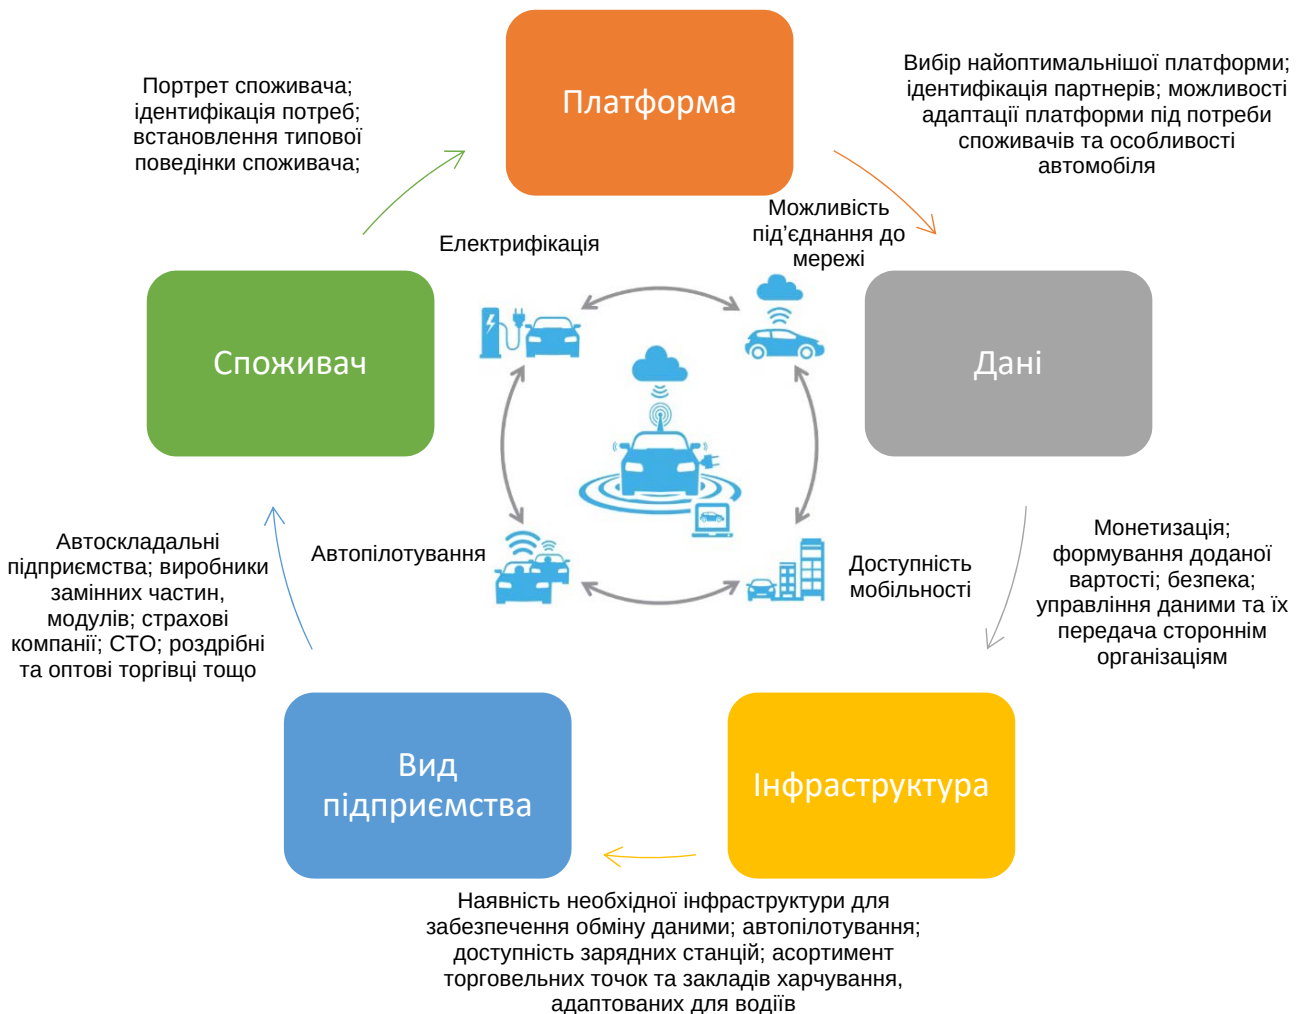 Платформа
Портрет споживача;
ідентифікація потреб;
встановлення типової
поведінки споживача;
Вибір найоптимальнішої платформи;
ідентифікація партнерів; можливості
адаптації платформи під потреби
споживачів та особливості
автомобіля
Електрифікація
Можливість
під’єднання до
мережі
Споживач
Дані
Автоскладальні
підприємства; виробники
замінних частин,
модулів; страхові
компанії; СТО; роздрібні
та оптові торгівці тощо
Автопілотування
Доступність
мобільності
Монетизація;
формування доданої
вартості; безпека;
управління даними та їх
передача стороннім
організаціям
Вид
підприємства
Інфраструктура
Наявність необхідної інфраструктури для
забезпечення обміну даними; автопілотування;
доступність зарядних станцій; асортимент
торговельних точок та закладів харчування,
адаптованих для водіїв